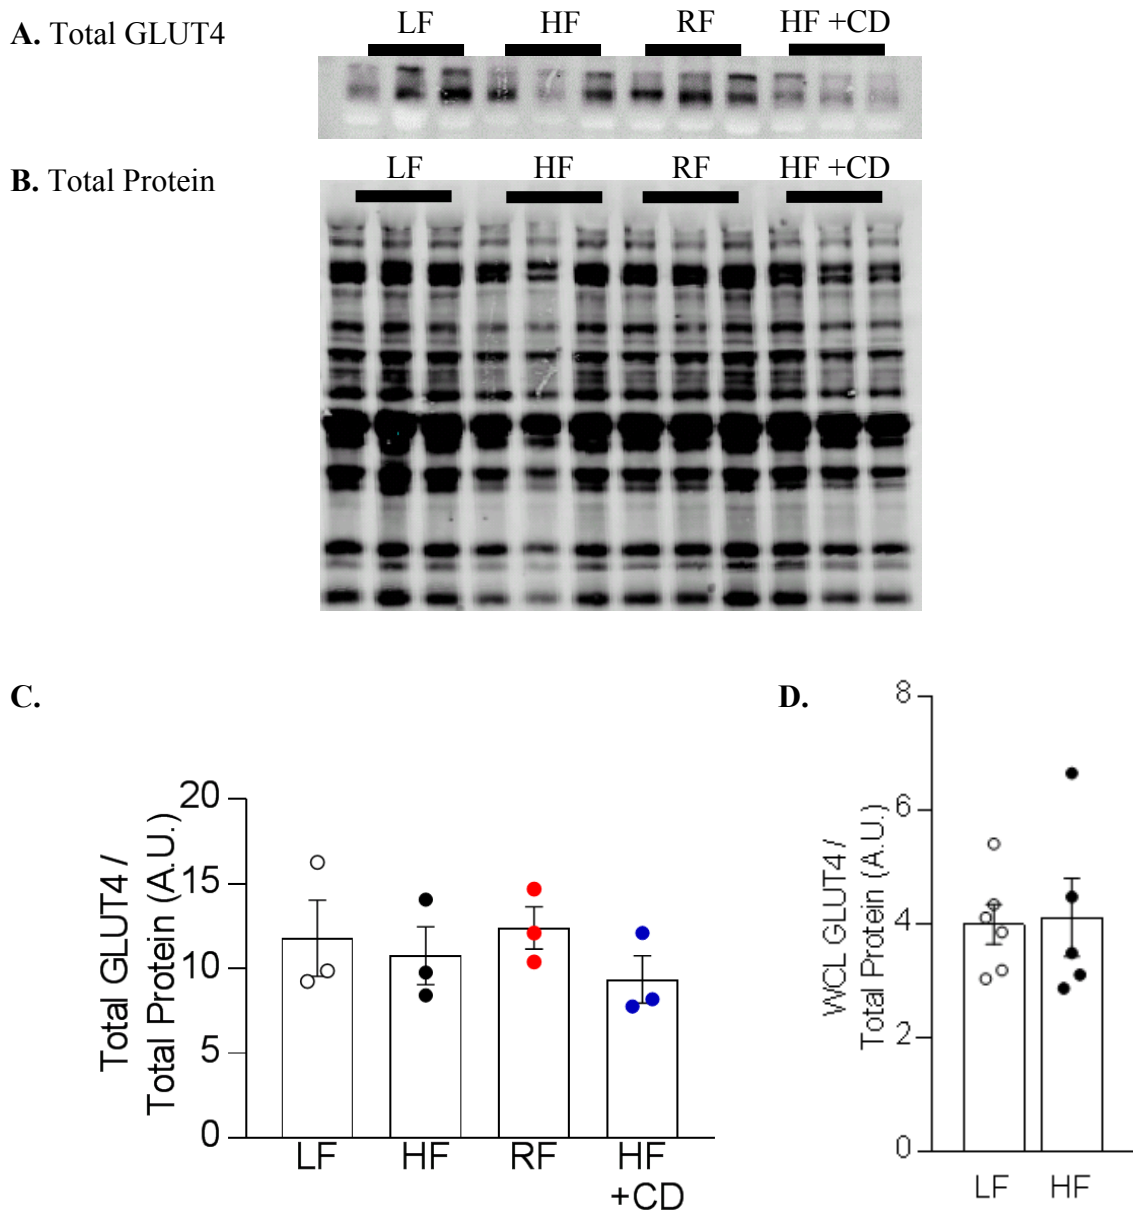 A. Total GLUT4
LF HF RF HF +CD
B. Total Protein
LF HF RF HF +CD
C.
Total GLUT4 /
Total Protein (A.U.)
20
15
10
5
0
LF HF RF HF
+CD
D.
WCL GLUT4 /
Total Protein (A.U.)
8
6
4
2
0
LF HF